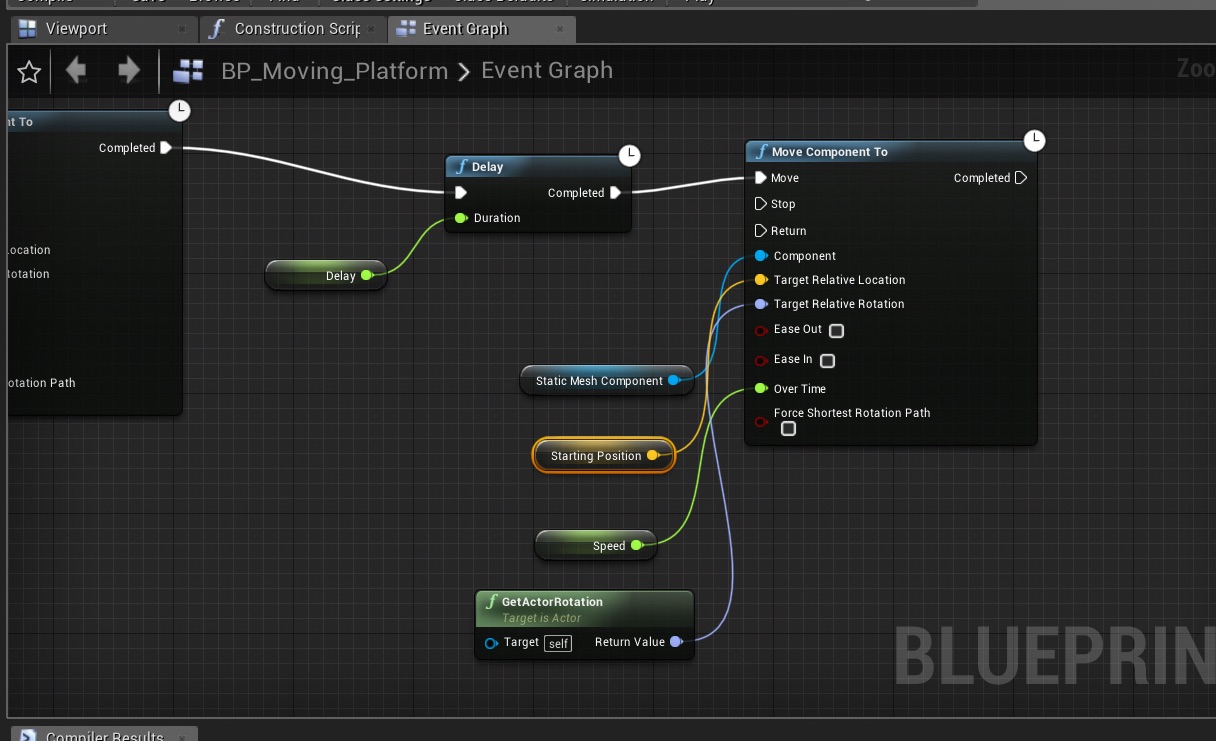 Viewport
Construction Scrip
Event Graph
BP_Moving_Platform > Event Graph
Zoo
nt To
Completed
ocation
otation
otation Path
Delay
Completed
Duration
Delay
Move Component To
Move
Completed
Stop
Return
Component
Target Relative Location
Target Relative Rotation
Ease Out
Ease In
Over Time
Force Shortest Rotation Path
Static Mesh Component
Starting Position
Speed
GetActorRotation
Target is Actor
Target self
Return Value
BLUEPRIN
Compiler Results